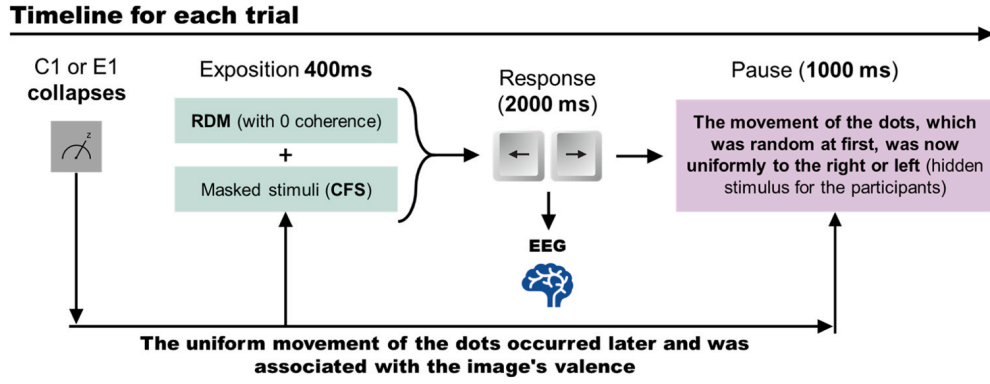 Timeline for each trial
C1 or E1
collapses
z
Exposition 400ms
RDM (with 0 coherence)
+
Masked stimuli (CFS)
Response
(2000 ms)
EEG
Pause (1000 ms)
The movement of the dots, which
was random at first, was now
uniformly to the right or left (hidden
stimulus for the participants)
The uniform movement of the dots occurred later and was
associated with the image's valence